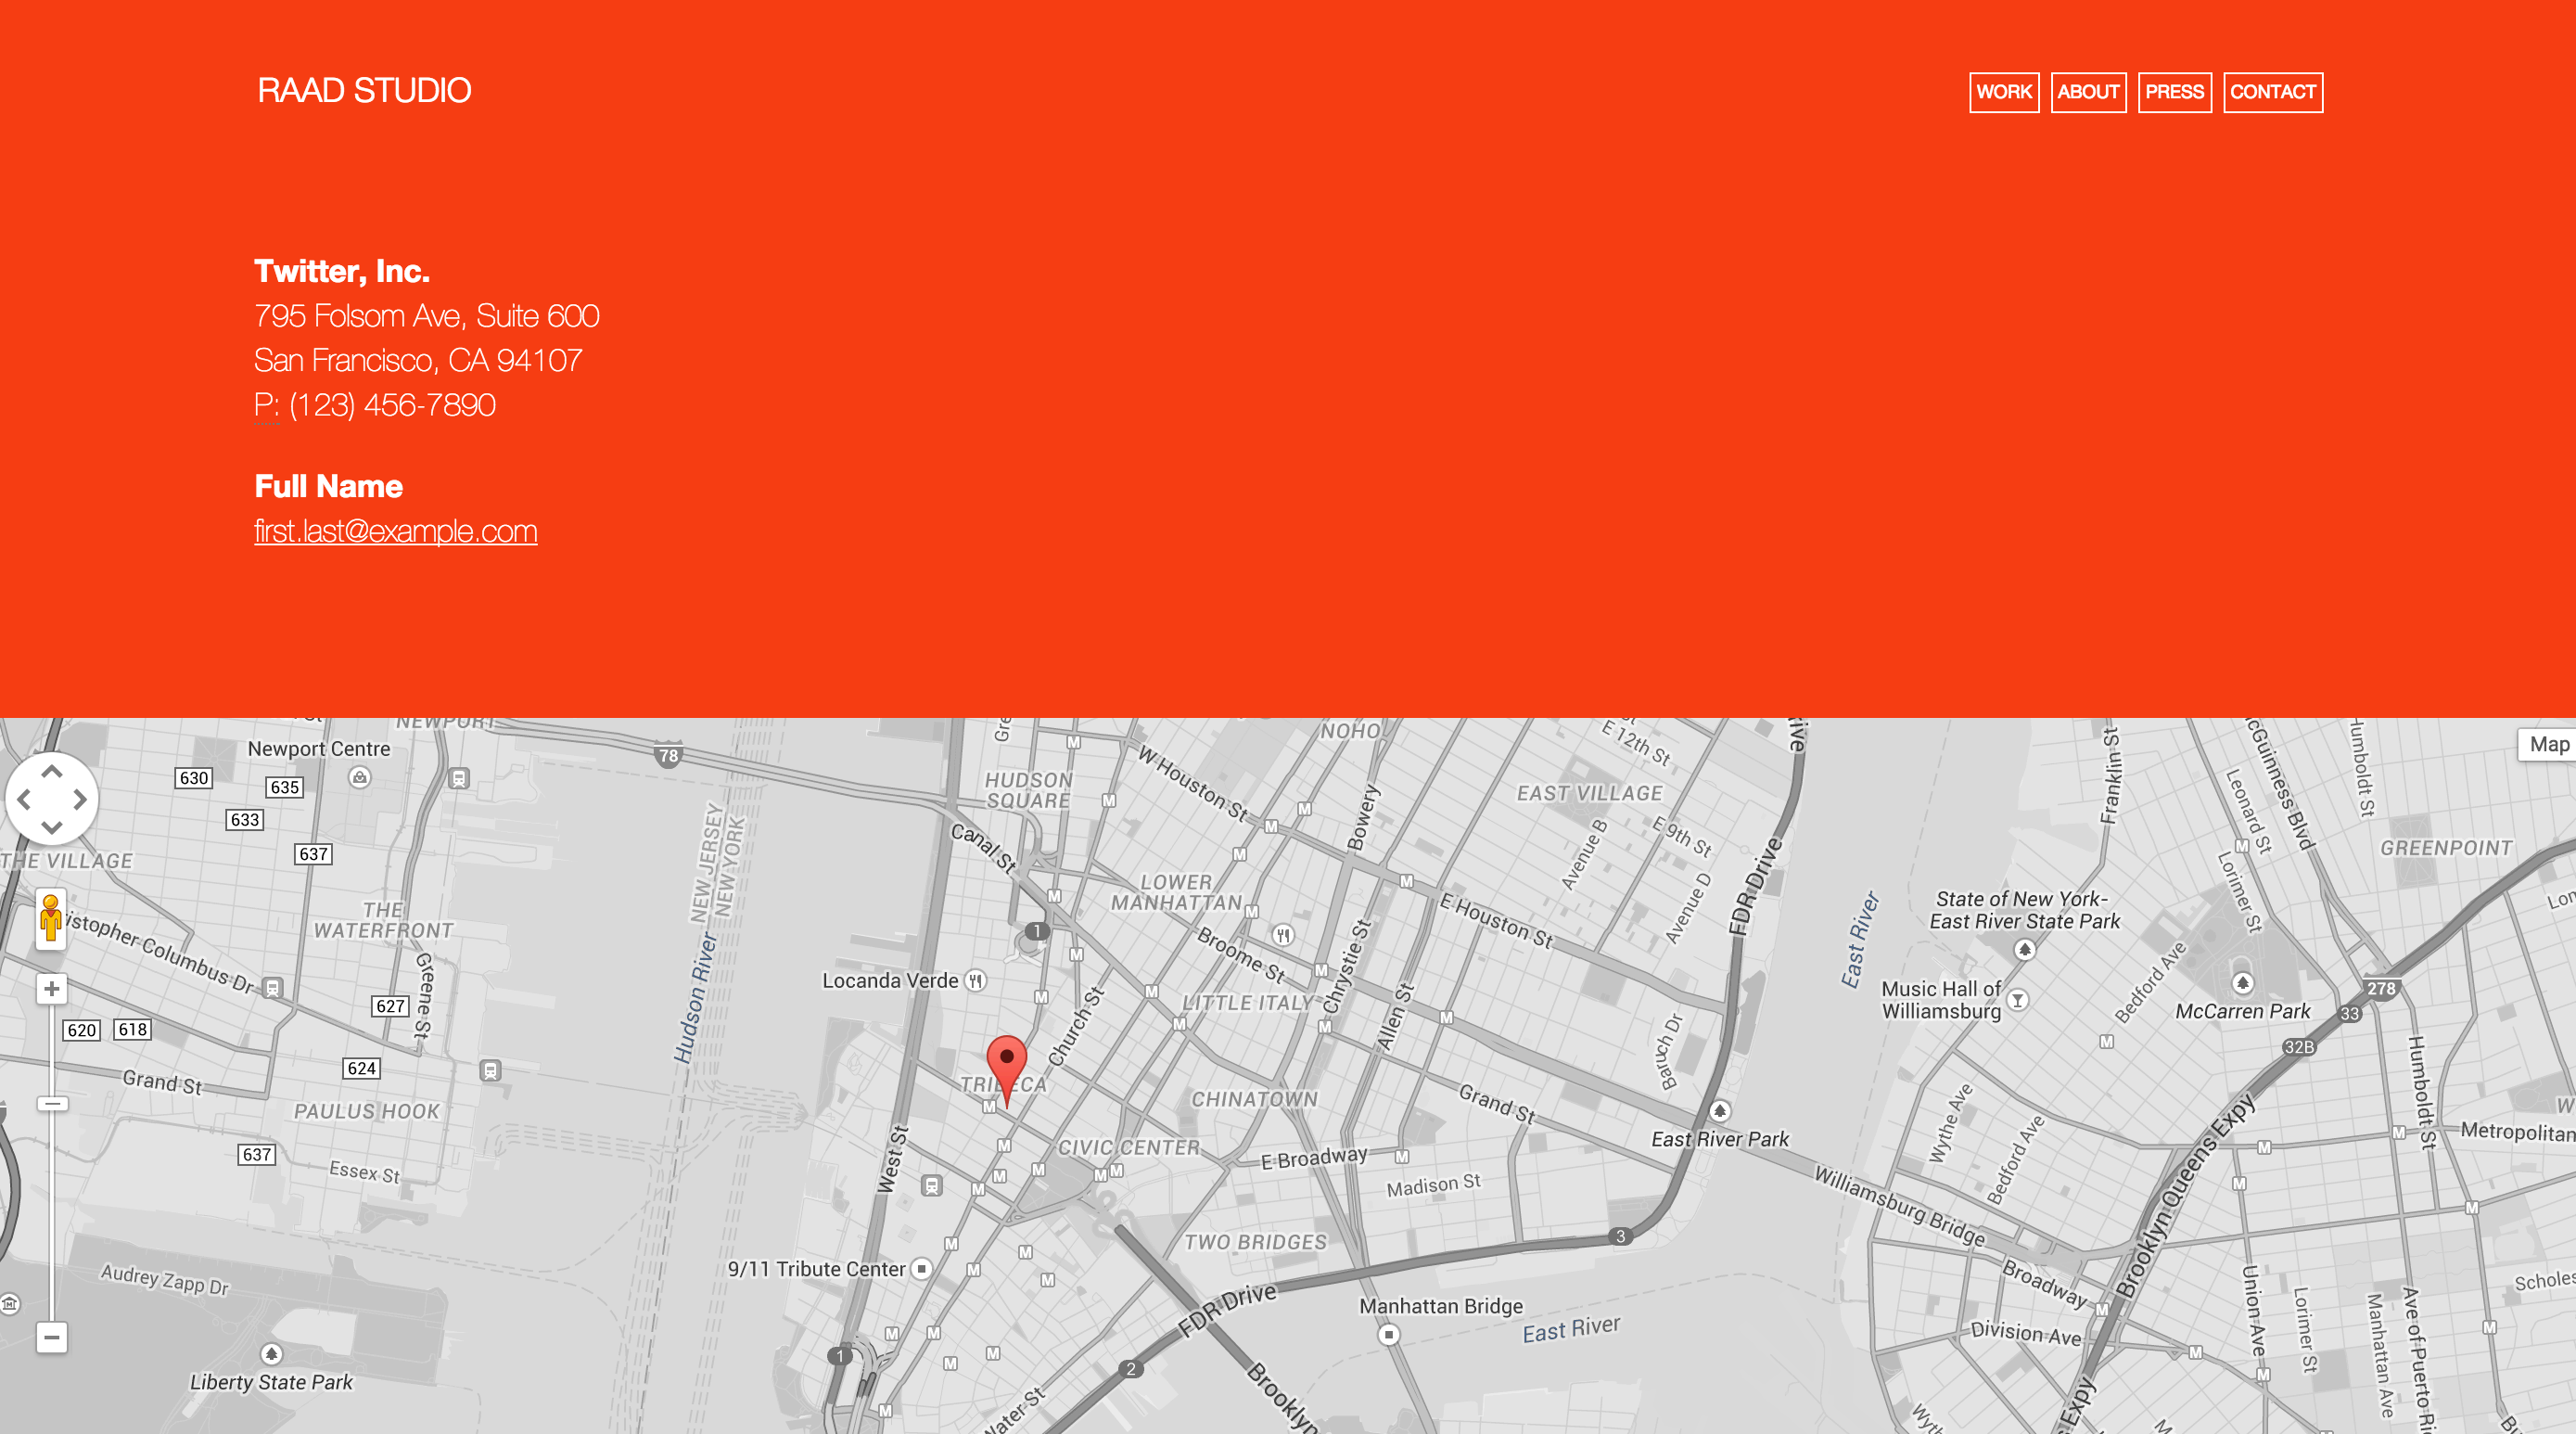 RAAD STUDIO
WORK ABOUT PRESS CONTACT
Twitter, Inc.
795 Folsom Ave, Suite 600
San Francisco, CA 94107
P: (123) 456-7890
Full Name
first.last@example.com
NEWPORT
Newport Centre
630
635
633
637
THE VILLAGE
THE
WATERFRONT
istopher Columbus Dr
Greene St
627
620
618
624
Grand St
PAULUS HOOK
637
Essex St
Audrey Zapp Dr
Liberty State Park
78
NEW JERSEY
NEW YORK
Hudson River
HUDSON
SQUARE
Canal St
W Houston St
NOHO
Bowery
EAST VILLAGE
E 12th St
E 9th St
Avenue B
Avenue D
FDR Drive
LOWER
MANHATTAN
1
Broome St
Chrystie St
E Houston St
Locanda Verde
LITTLE ITALY
Allen St
Church St
TRIBECA
CHINATOWN
Baruch Dr
Grand St
East River Park
CIVIC CENTER
E Broadway
Madison St
West St
TWO BRIDGES
3
9/11 Tribute Center
FDR Drive
Manhattan Bridge
East River
1
2
Water St
Brooklyn
Map
Franklin St
cGuinness Blvd
Humboldt St
Leonard St
Lorimer St
GREENPOINT
East River
State of New York-
East River State Park
Bedford Ave
Music Hall of
Williamsburg
McCarren Park
278
33
32B
Humboldt St
Wythe Ave
Bedford Ave
Metropolitan
Williamsburg Bridge
Brooklyn Queens Expy
Broadway
Division Ave
Union Ave
Lorimer St
Manhattan Ave
Ave of Puerto Ri
Scholes
Expy